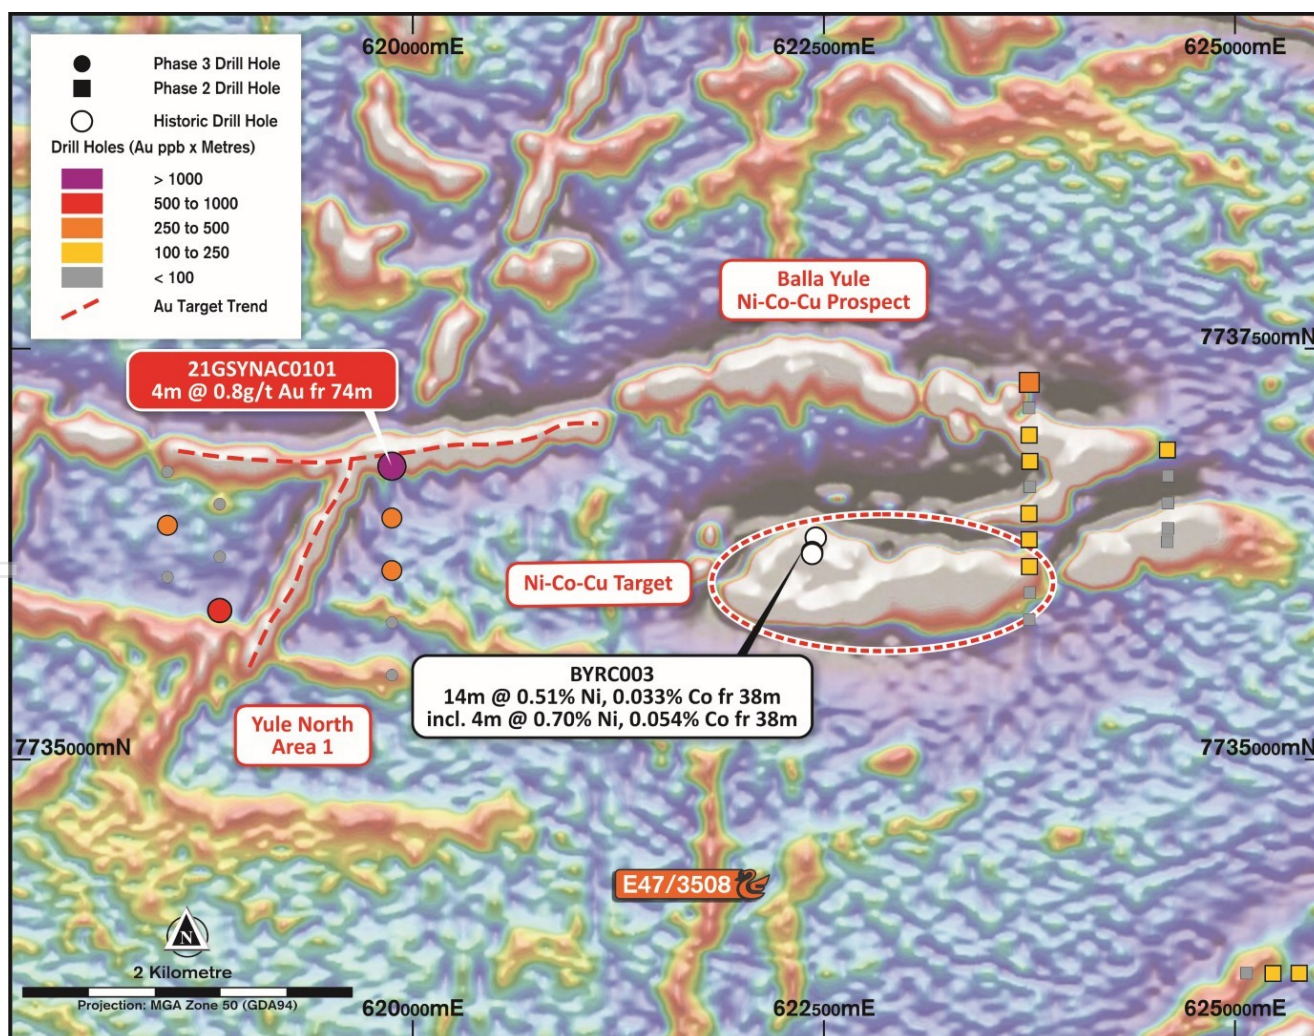 620000mE
622500mE
625000mE
Phase 3 Drill Hole
Phase 2 Drill Hole
Historic Drill Hole
Drill Holes (Au ppb x Metres)
> 1000
500 to 1000
250 to 500
100 to 250
< 100
Au Target Trend
Balla Yule
Ni-Co-Cu Prospect
7737500mN
21GSYNAC0101
4m @ 0.8g/t Au fr 74m
Ni-Co-Cu Target
BYRC003
14m @ 0.51% Ni, 0.033% Co fr 38m
incl. 4m @ 0.70% Ni, 0.054% Co fr 38m
Yule North
Area 1
7735000mN
7735000mN
E47/3508
N
2 Kilometre
Projection: MGA Zone 50 (GDA94)
620000mE
622500mE
625000mE